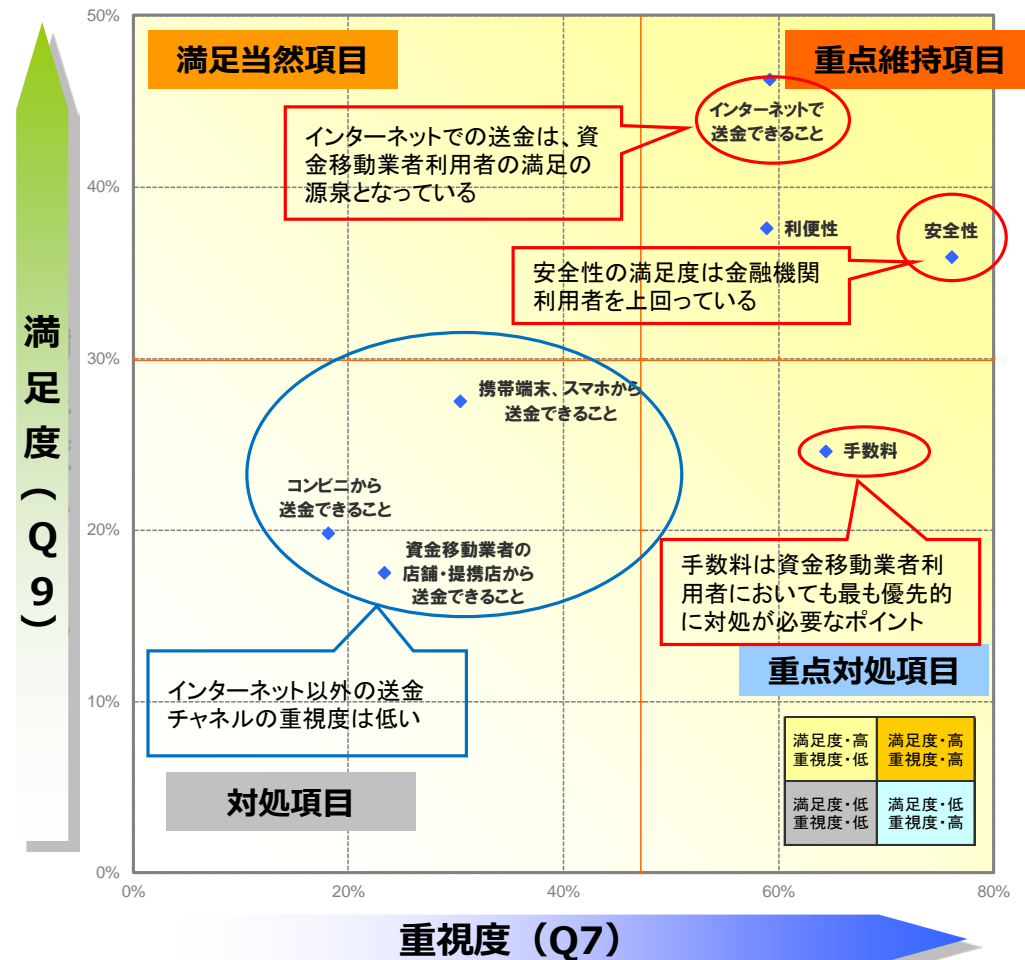 50%
満足当然項目
重点維持項目
インターネットで
送金できること
インターネットでの送金は、資
金移動業者利用者の満足の
源泉となっている
40%
利便性
安全性
安全性の満足度は金融機関
利用者を上回っている
満足度(Q9)
30%
携帯端末、スマホから
送金できること
手数料
コンビニから
送金できること
20%
資金移動業者の
店舗・提携店から
送金できること
手数料は資金移動業者利
用者においても最も優先的
に対処が必要なポイント
重点対処項目
インターネット以外の送金
チャネルの重視度は低い
10%
満足度・高
重視度・低
満足度・高
重視度・高
満足度・低
重視度・低
満足度・低
重視度・高
対処項目
0%
0%
20%
40%
60%
80%
重視度(Q7)